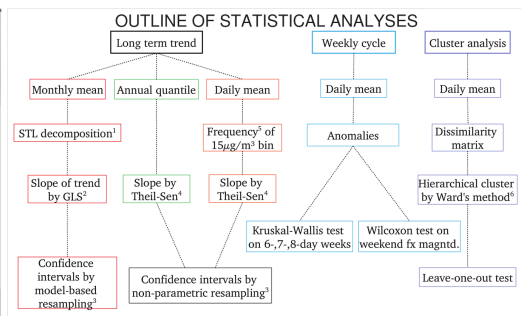 OUTLINE OF STATISTICAL ANALYSES
Long term trend
Weekly cycle
Cluster analysis
Monthly mean
Annual quantile
Daily mean
Daily mean
Daily mean
STL decomposition¹
Frequency⁵ of
15μg/m³ bin
Anomalies
Dissimilarity
matrix
Slope of trend
by GLS²
Slope by
Theil-Sen⁴
Slope by
Theil-Sen⁴
Hierarchical cluster
by Ward's method⁶
Kruskal-Wallis test
on 6-,7-,8-day weeks
Wilcoxon test on
weekend fx magntd.
Confidence
intervals by
model-based
resampling³
Confidence intervals by
non-parametric resampling³
Leave-one-out test